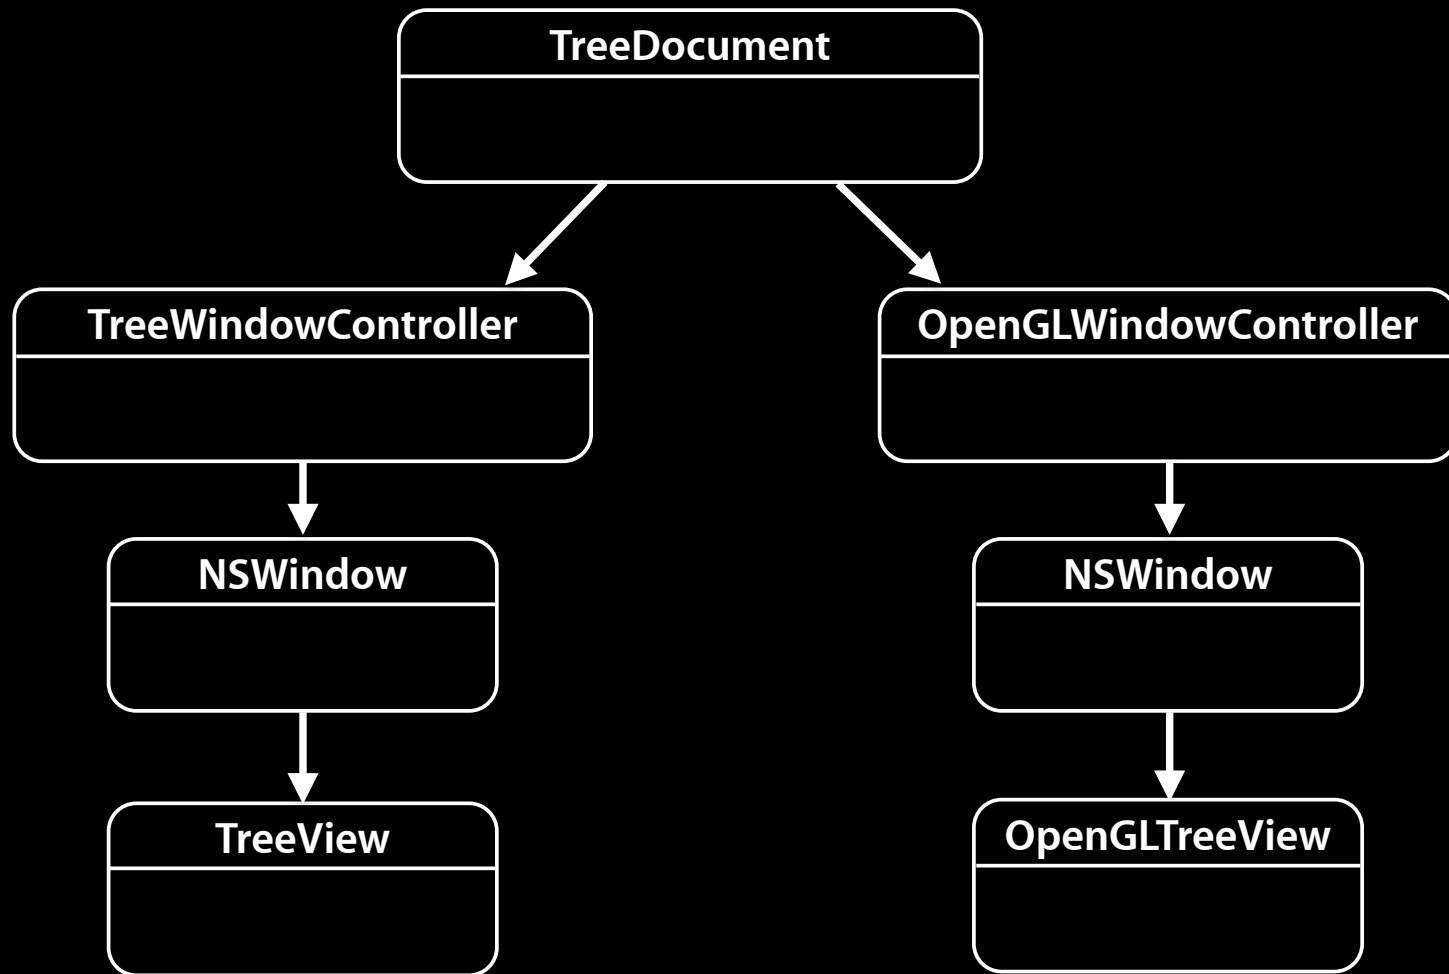 TreeDocument
TreeWindowController
OpenGLWindowController
NSWindow
NSWindow
TreeView
OpenGLTreeView